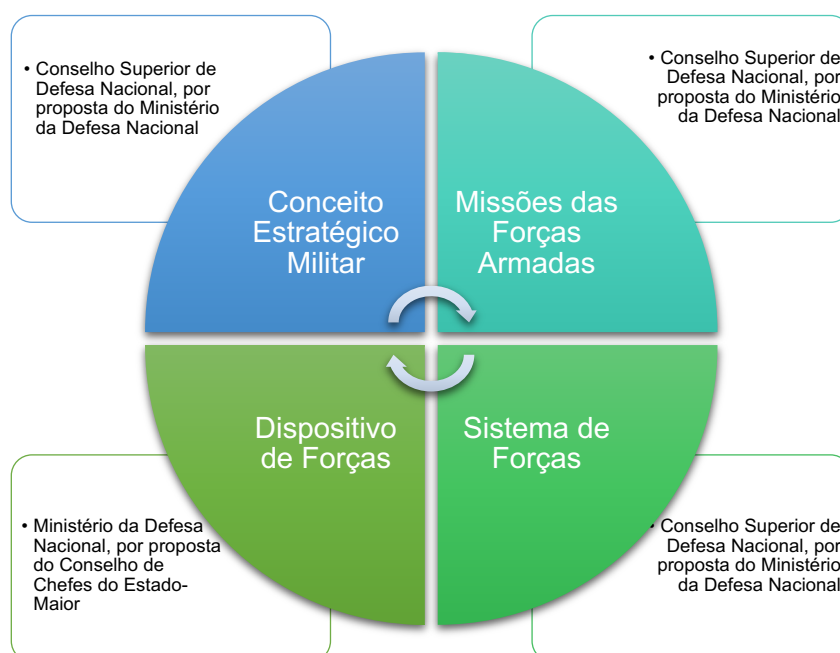 • Conselho Superior de
Defesa Nacional, por
proposta do Ministério
da Defesa Nacional
• Conselho Superior de
Defesa Nacional, por
proposta do Ministério
da Defesa Nacional
Conceito
Estratégico
Militar
Missões das
Forças
Armadas
Dispositivo
de Forças
Sistema de
Forças
• Ministério da Defesa
Nacional, por proposta
do Conselho de
Chefes do Estado-
Maior
• Conselho Superior de
Defesa Nacional, por
proposta do Ministério
da Defesa Nacional